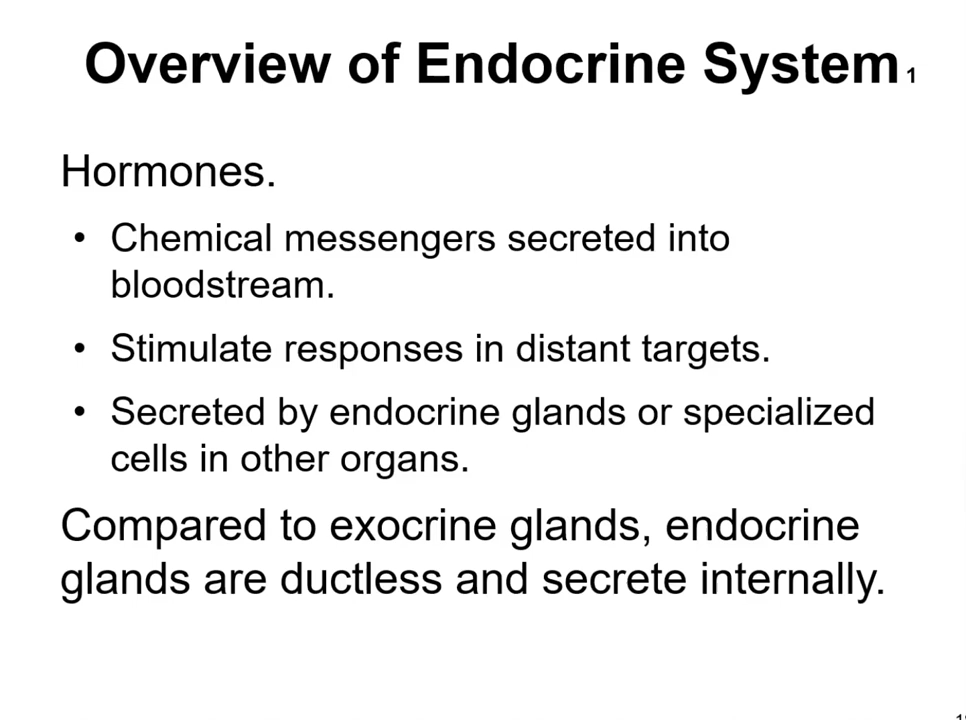 Overview of Endocrine System 1
Hormones.
• Chemical messengers secreted into
bloodstream.
• Stimulate responses in distant targets.
• Secreted by endocrine glands or specialized
cells in other organs.
Compared to exocrine glands, endocrine
glands are ductless and secrete internally.